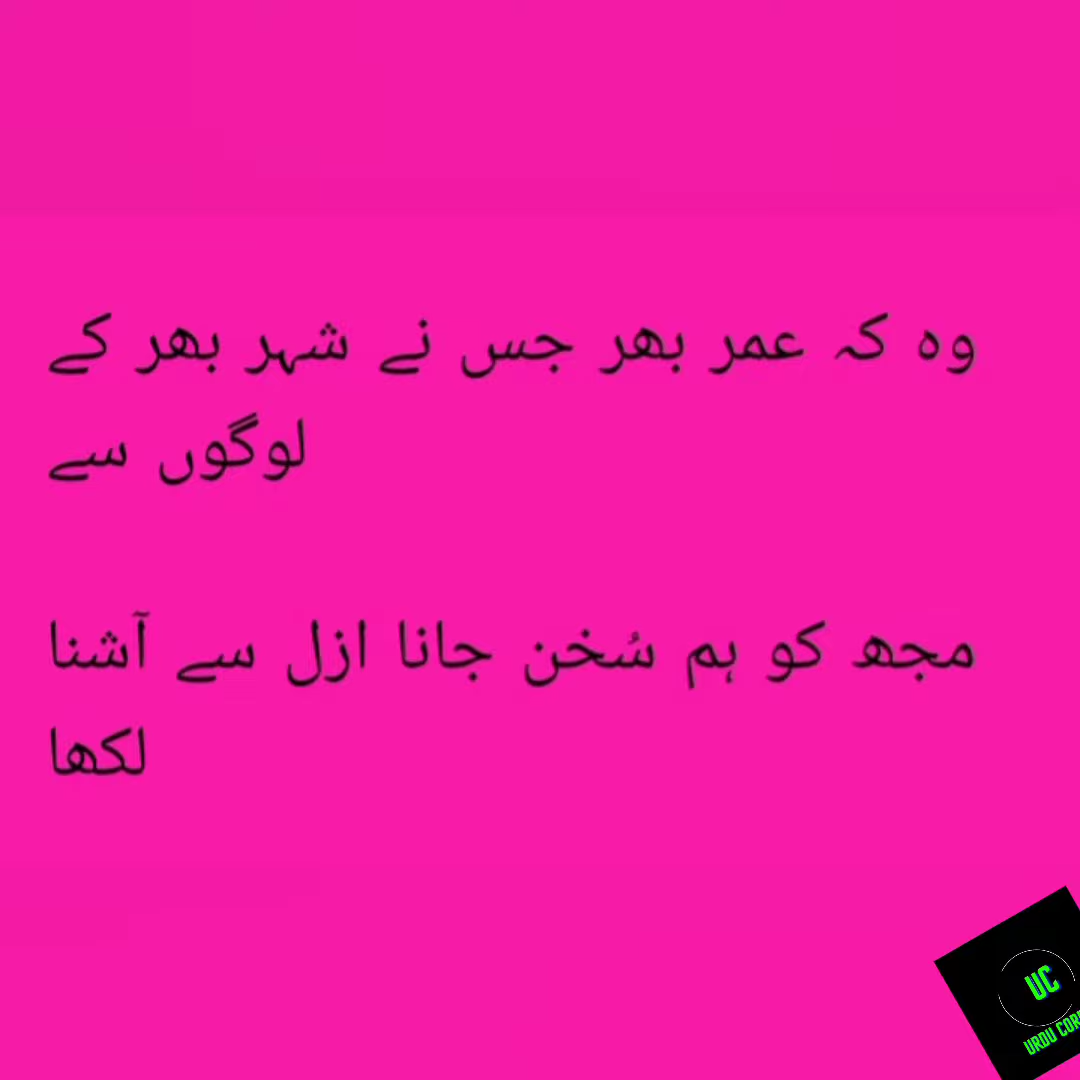 وہ کہ عمر بھر جس نے شہر بھر کے
لوگوں سے
مجھ کو ہم سُخن جانا ازل سے آشنا
لکھا
UC
URDU